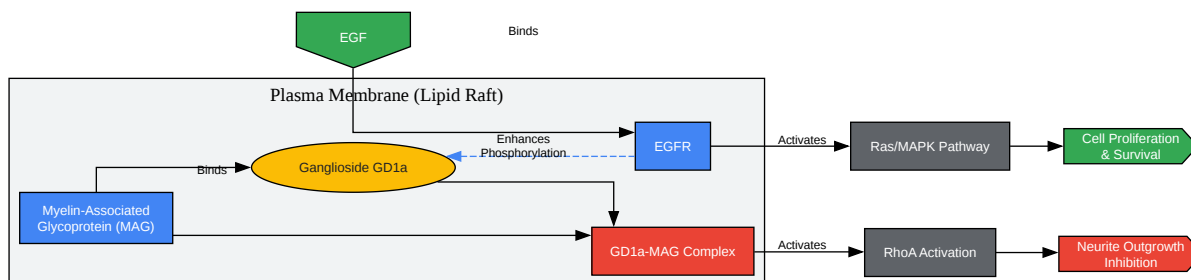 EGF
Binds
Plasma Membrane (Lipid Raft)
Enhances
Phosphorylation
EGFR
Activates
Ras/MAPK Pathway
Cell Proliferation
& Survival
Ganglioside GD1a
Binds
Myelin-Associated
Glycoprotein (MAG)
GD1a-MAG Complex
Activates
RhoA Activation
Neurite Outgrowth
Inhibition